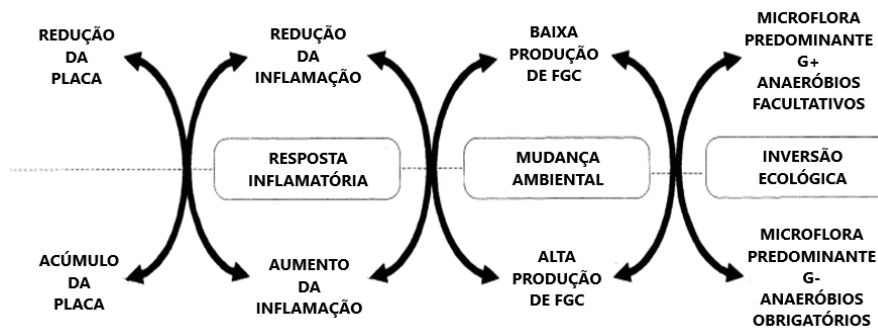 REDUÇÃO
DA
PLACA
REDUÇÃO
DA
INFLAMAÇÃO
BAIXA
PRODUÇÃO
DE FGC
MICROFLORA
PREDOMINANTE
G+
ANAERÓBIOS
FACULTATIVOS
RESPOSTA
INFLAMATÓRIA
MUDANÇA
AMBIENTAL
INVERSÃO
ECOLÓGICA
ACÚMULO
DA
PLACA
AUMENTO
DA
INFLAMAÇÃO
ALTA
PRODUÇÃO
DE FGC
MICROFLORA
PREDOMINANTE
G-
ANAERÓBIOS
OBRIGATÓRIOS